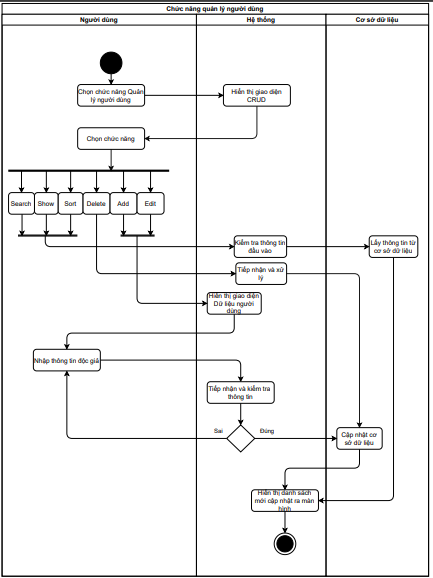 Chức năng quản lý người dùng
Người dùng
Hệ thống
Cơ sở dữ liệu
Chọn chức năng Quản
lý người dùng
Hiển thị giao diện
CRUD
Chọn chức năng
Search
Show
Sort
Delete
Add
Edit
Kiểm tra thông tin
đầu vào
Lấy thông tin từ
cơ sở dữ liệu
Tiếp nhận và xử
lý
Hiển thị giao diện
Dữ liệu người
dùng
Nhập thông tin độc giả
Tiếp nhận và kiểm tra
thông tin
Sai
Đúng
Cập nhật cơ
sở dữ liệu
Hiển thị danh sách
mới cập nhật ra màn
hình